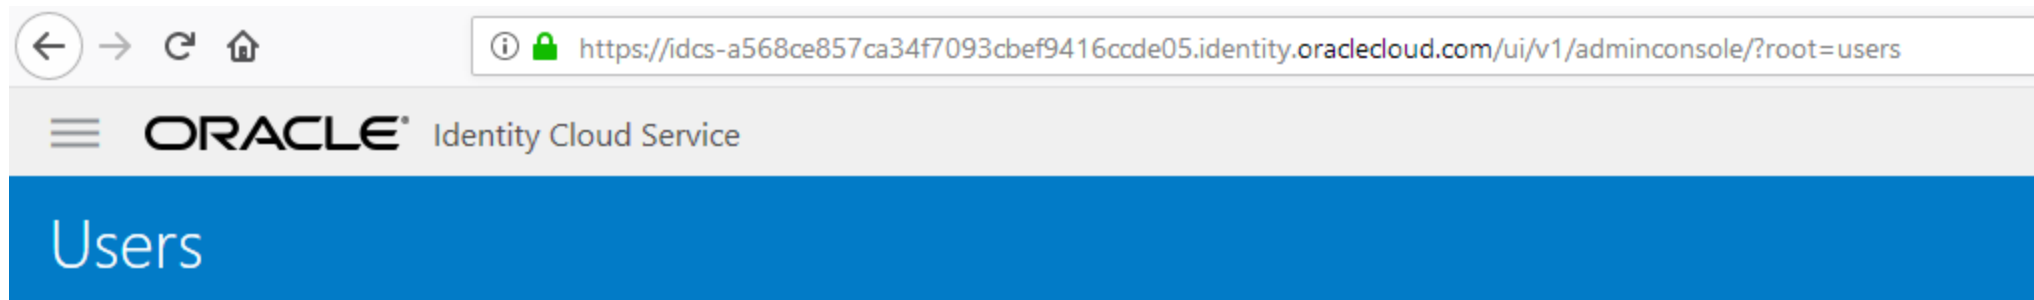 https://idcs-a568ce857ca34f7093cbef9416ccde05.identity.oraclecloud.com/ui/v1/adminconsole/?root=users
ORACLE® Identity Cloud Service
Users